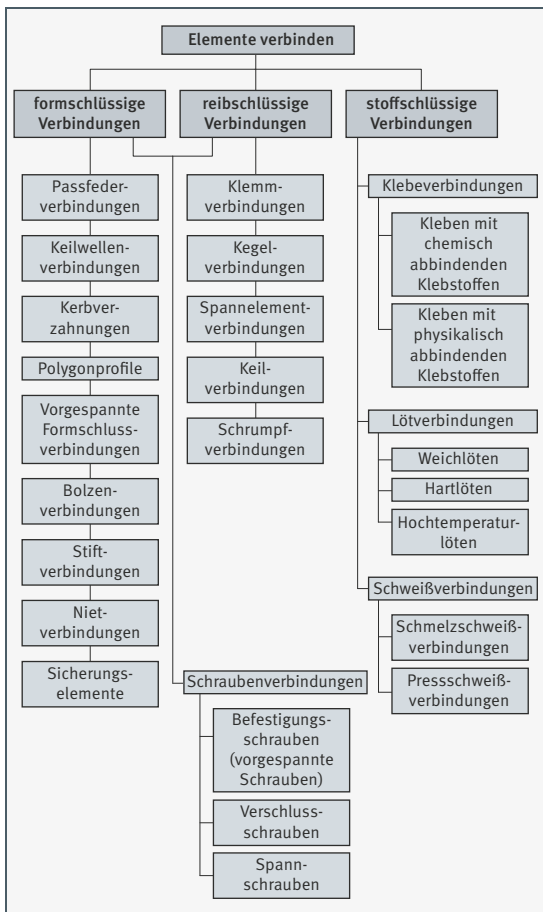 Elemente verbinden
formschlüssige
Verbindungen
reibschlüssige
Verbindungen
stoffschlüssige
Verbindungen
Passfeder-
verbindungen
Keilwellen-
verbindungen
Kerbver-
zahnungen
Polygonprofile
Vorgespannte
Formschluss-
verbindungen
Bolzen-
verbindungen
Stift-
verbindungen
Niet-
verbindungen
Sicherungs-
elemente
Klemm-
verbindungen
Kegel-
verbindungen
Spannelement-
verbindungen
Keil-
verbindungen
Schrumpf-
verbindungen
Schraubenverbindungen
Befestigungs-
schrauben
(vorgespannte
Schrauben)
Verschluss-
schrauben
Spann-
schrauben
Klebeverbindungen
Kleben mit
chemisch
abbindenden
Klebstoffen
Kleben mit
physikalisch
abbindenden
Klebstoffen
Lötverbindungen
Weichlöten
Hartlöten
Hochtemperatur-
löten
Schweißverbindungen
Schmelzschweiß-
verbindungen
Pressschweiß-
verbindungen